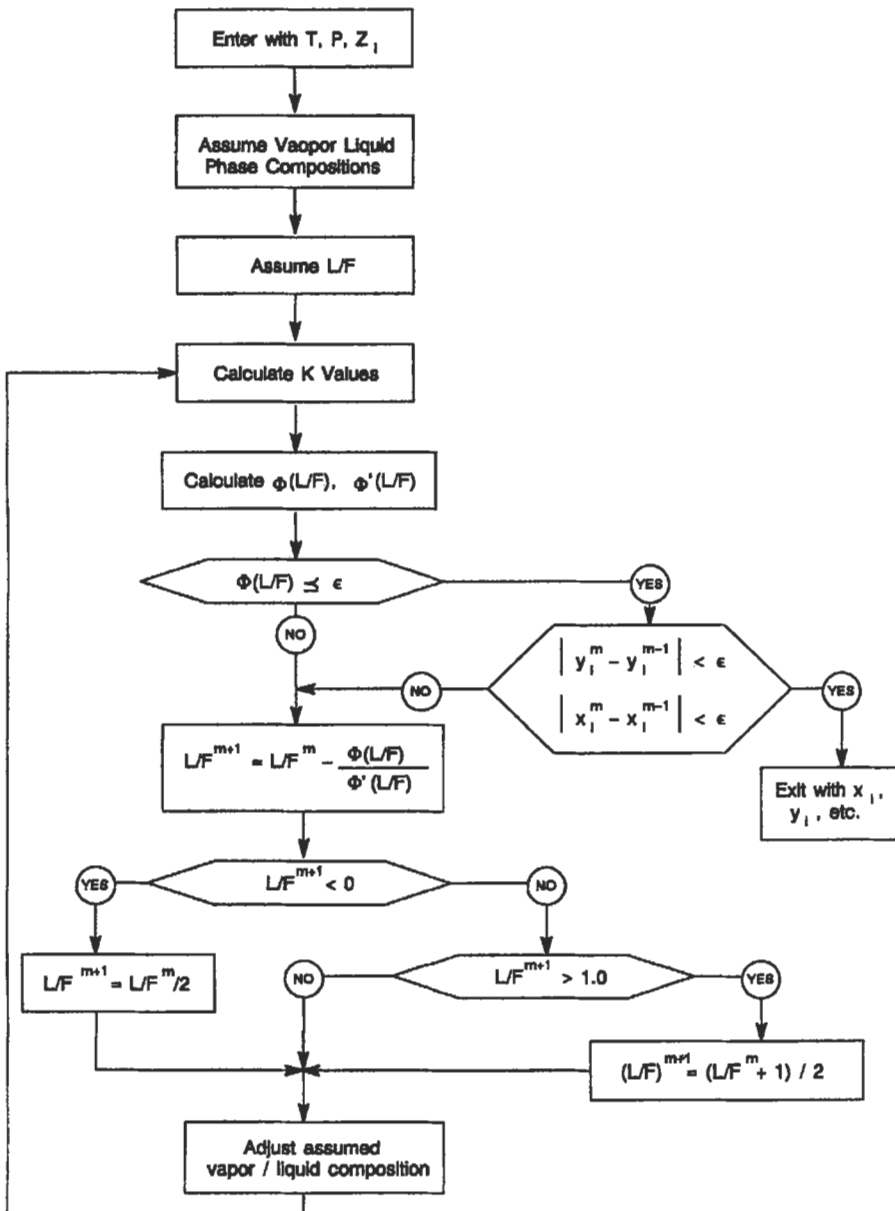 Enter with T, P, Z i
Assume Vaopor Liquid
Phase Compositions
Assume L/F
Calculate K Values
Calculate Φ(L/F), Φ'(L/F)
Φ(L/F) ≤ ε
YES
NO
| y i^m - y i^m-1 | < ε
| x i^m - x i^m-1 | < ε
NO
YES
L/F^m+1 = L/F^m - Φ(L/F) / Φ'(L/F)
Exit with x i,
y i, etc.
YES
L/F^m+1 < 0
NO
L/F^m+1 = L/F^m/2
NO
L/F^m+1 > 1.0
YES
(L/F)^m+1 = (L/F^m + 1) / 2
Adjust assumed
vapor / liquid composition